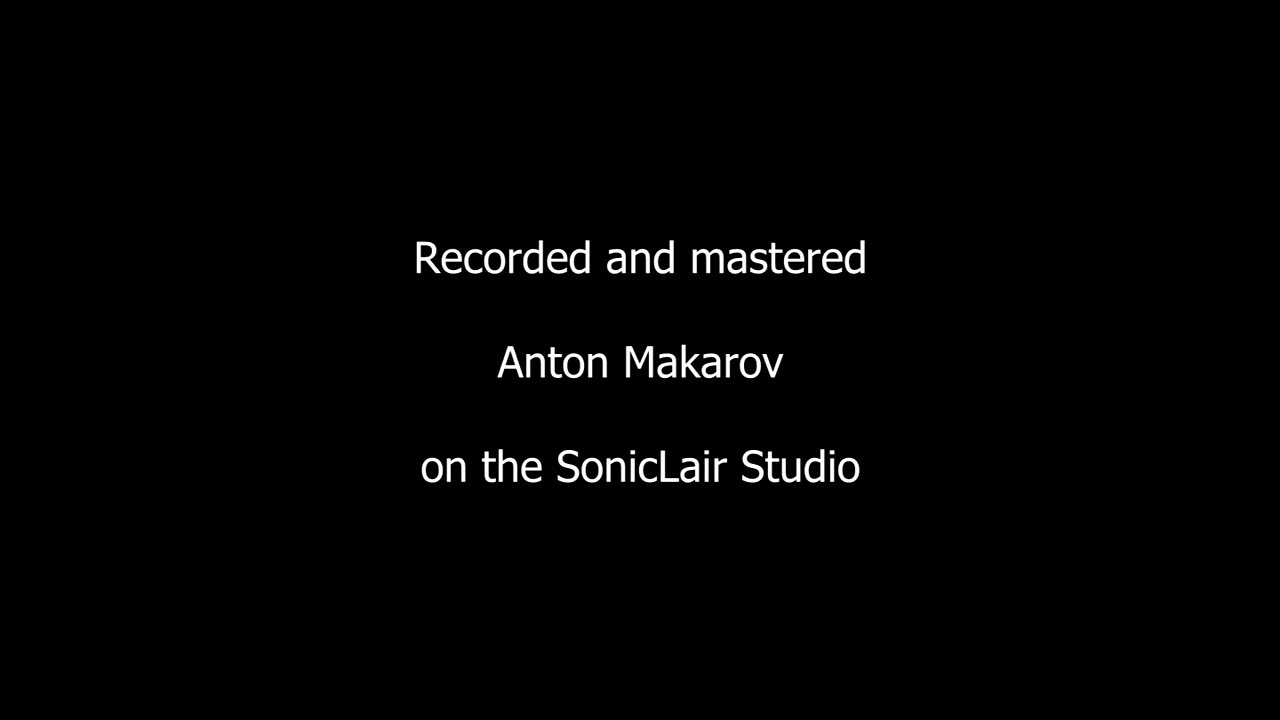 Recorded and mastered
Anton Makarov
on the SonicLair Studio